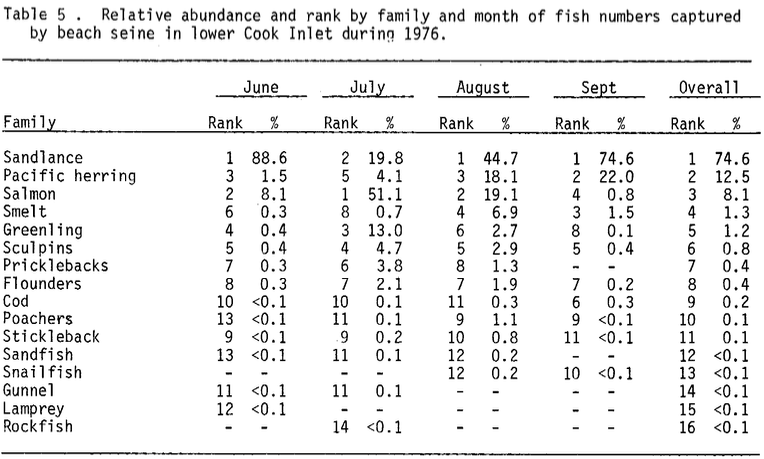 Table 5 . Relative abundance and rank by family and month of fish numbers captured
by beach seine in lower Cook Inlet during 1976.
June July August Sept Overall
Family Rank % Rank % Rank % Rank % Rank %
Sandlance 1 88.6 2 19.8 1 44.7 1 74.6 1 74.6
Pacific herring 3 1.5 5 4.1 3 18.1 2 22.0 2 12.5
Salmon 2 8.1 1 51.1 2 19.1 4 0.8 3 8.1
Smelt 6 0.3 8 0.7 4 6.9 3 1.5 4 1.3
Greenling 4 0.4 3 13.0 6 2.7 8 0.1 5 1.2
Sculpins 5 0.4 4 4.7 5 2.9 5 0.4 6 0.8
Pricklebacks 7 0.3 6 3.8 8 1.3 - - 7 0.4
Flounders 8 0.3 7 2.1 7 1.9 7 0.2 8 0.4
Cod 10 <0.1 10 0.1 11 0.3 6 0.3 9 0.2
Poachers 13 <0.1 11 0.1 9 1.1 9 <0.1 10 0.1
Stickleback 9 <0.1 9 0.2 10 0.8 11 <0.1 11 0.1
Sandfish 13 <0.1 11 0.1 12 0.2 - - 12 <0.1
Snailfish - - - - 12 0.2 10 <0.1 13 <0.1
Gunnel 11 <0.1 11 0.1 - - - - 14 <0.1
Lamprey 12 <0.1 - - - - - - 15 <0.1
Rockfish - - 14 <0.1 - - - - 16 <0.1